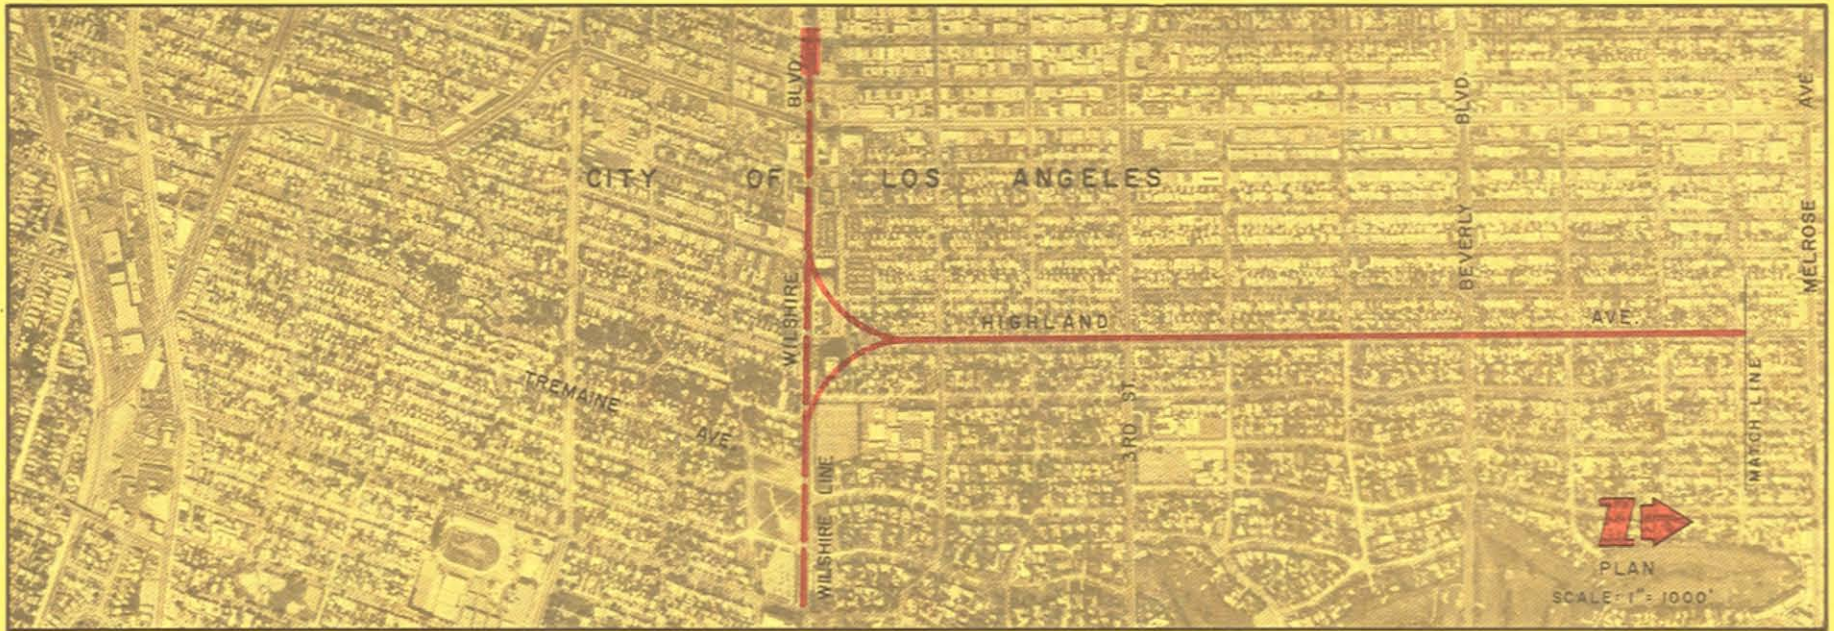 BLVD.
BLVD.
AVE.
CITY OF LOS ANGELES
WILSHIRE
BEVERLY
MELROSE
HIGHLAND AVE.
TREMAINE AVE.
3RD. ST.
MATCH LINE
WILSHIRE LINE
Z
PLAN
SCALE: 1"= 1000'